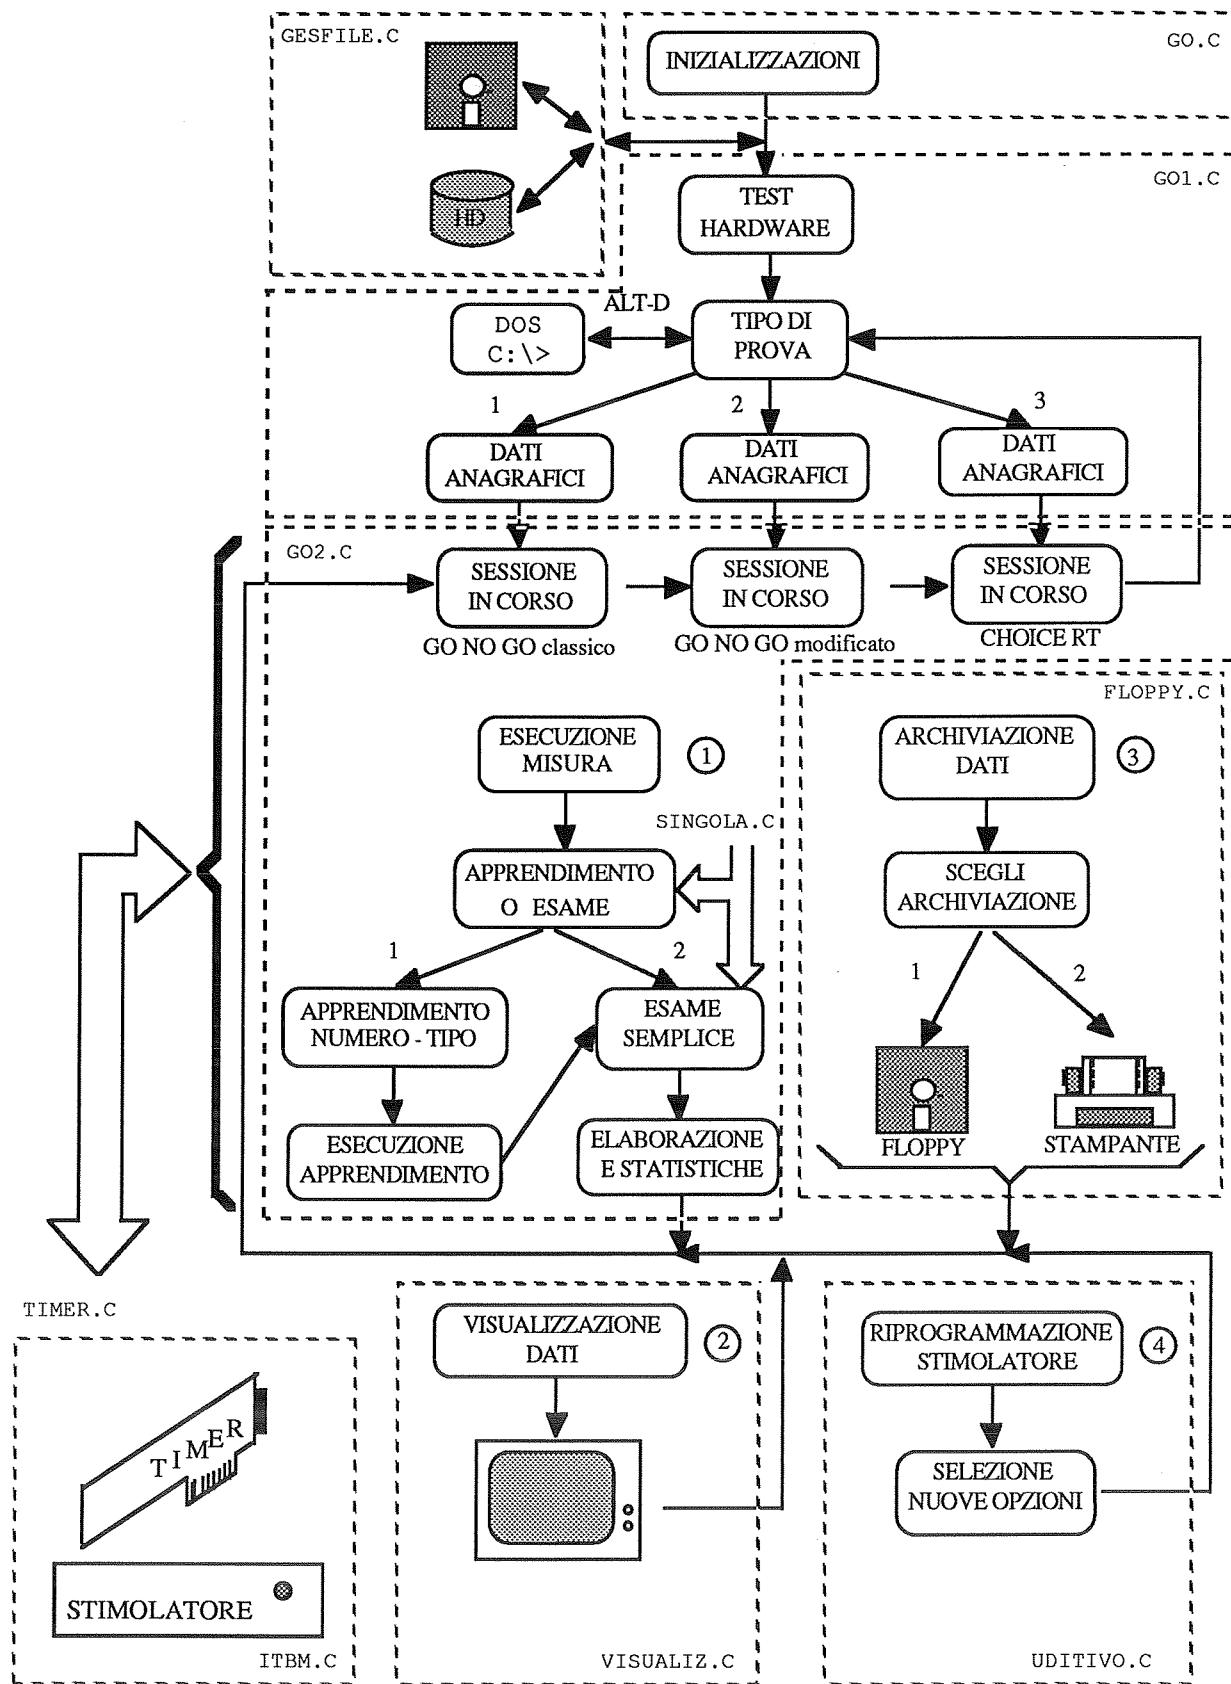 GESFILE.C
GO.C
INIZIALIZZAZIONI
HD
GO1.C
TEST
HARDWARE
ALT-D
DOS
C:\>
TIPO DI
PROVA
1
2
3
DATI
ANAGRAFICI
DATI
ANAGRAFICI
DATI
ANAGRAFICI
GO2.C
SESSIONE
IN CORSO
SESSIONE
IN CORSO
SESSIONE
IN CORSO
GO NO GO classico
GO NO GO modificato
CHOICE RT
FLOPPY.C
ESECUZIONE
MISURA
1
ARCHIVIAZIONE
DATI
3
SINGOLA.C
APPRENDIMENTO
O ESAME
SCEGLI
ARCHIVIAZIONE
1
2
1
2
APPRENDIMENTO
NUMERO - TIPO
ESAME
SEMPLICE
ESECUZIONE
APPRENDIMENTO
ELABORAZIONE
E STATISTICHE
FLOPPY
STAMPANTE
TIMER.C
VISUALIZZAZIONE
DATI
2
RIPROGRAMMAZIONE
STIMOLATORE
4
TIMER
SELEZIONE
NUOVE OPZIONI
STIMOLATORE
ITBM.C
VISUALIZ.C
UDITIVO.C